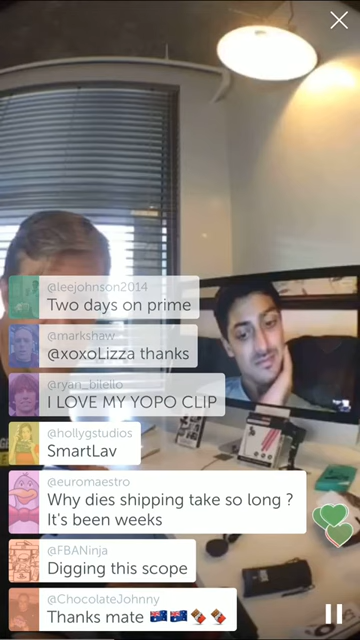 @leejohnson2014
Two days on prime
@markshaw
@xoxoLizza thanks
@ryan_bilello
I LOVE MY YOPO CLIP
@hollygstudios
SmartLav
@euromaestro
Why dies shipping take so long ?
It's been weeks
@FBANinja
Digging this scope
@ChocolateJohnny
Thanks mate 🇦🇺🇦🇺🍫🍫